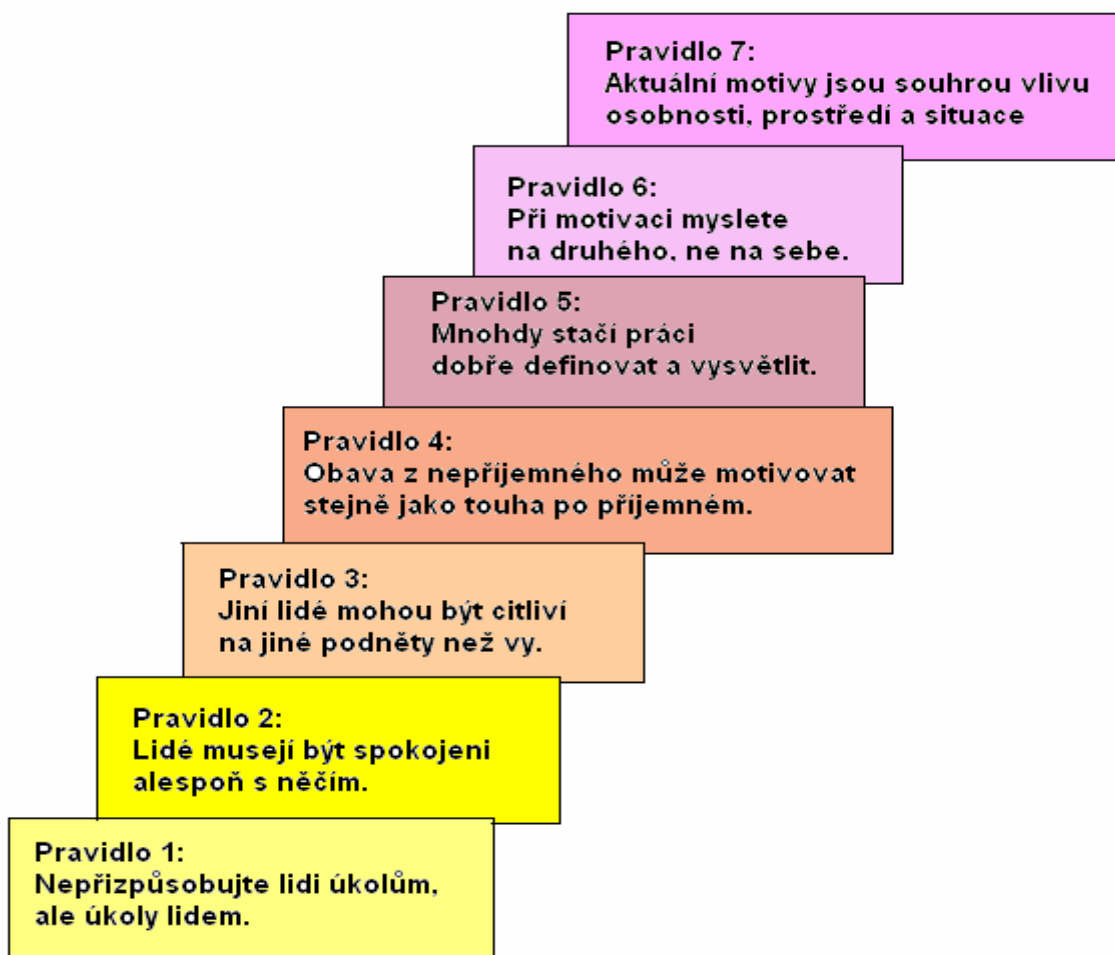 Pravidlo 7:
Aktuální motivy jsou souhrou vlivu
osobnosti, prostředí a situace
Pravidlo 6:
Při motivaci myslete
na druhého, ne na sebe.
Pravidlo 5:
Mnohdy stačí práci
dobře definovat a vysvětlit.
Pravidlo 4:
Obava z nepříjemného může motivovat
stejně jako touha po příjemném.
Pravidlo 3:
Jiní lidé mohou být citliví
na jiné podněty než vy.
Pravidlo 2:
Lidé musejí být spokojeni
alespoň s něčím.
Pravidlo 1:
Nepřizpůsobujte lidi úkolům,
ale úkoly lidem.